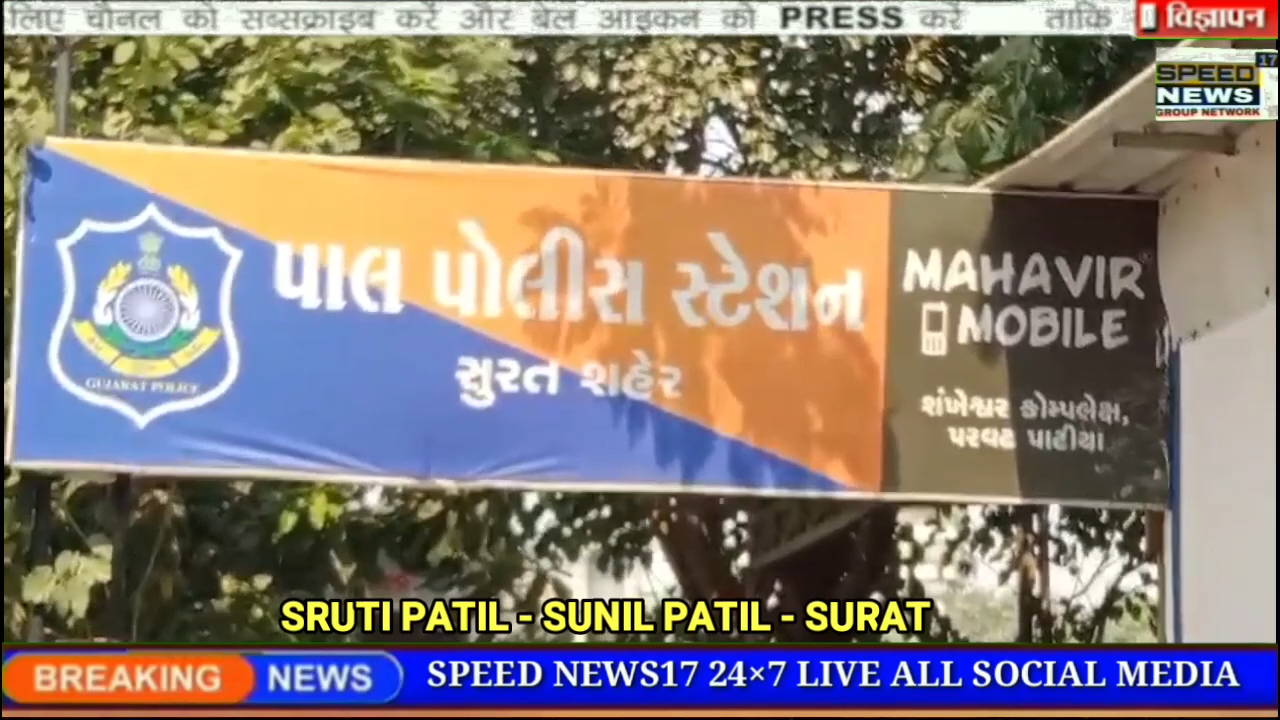 लिए चौनल को सब्सक्राइब करें और बेल आइकन को PRESS करें ताकि
विज्ञापन
17
SPEED
NEWS
GROUP NETWORK
પાલ પોલીસ સ્ટેશન
સુરત શહેર
GUJARAT POLICE
MAHAVIR
MOBILE
શંખેશ્વર કોમ્પલેક્ષ,
પરવટ પાટીયા
SRUTI PATIL - SUNIL PATIL - SURAT
BREAKING NEWS
SPEED NEWS17 24×7 LIVE ALL SOCIAL MEDIA